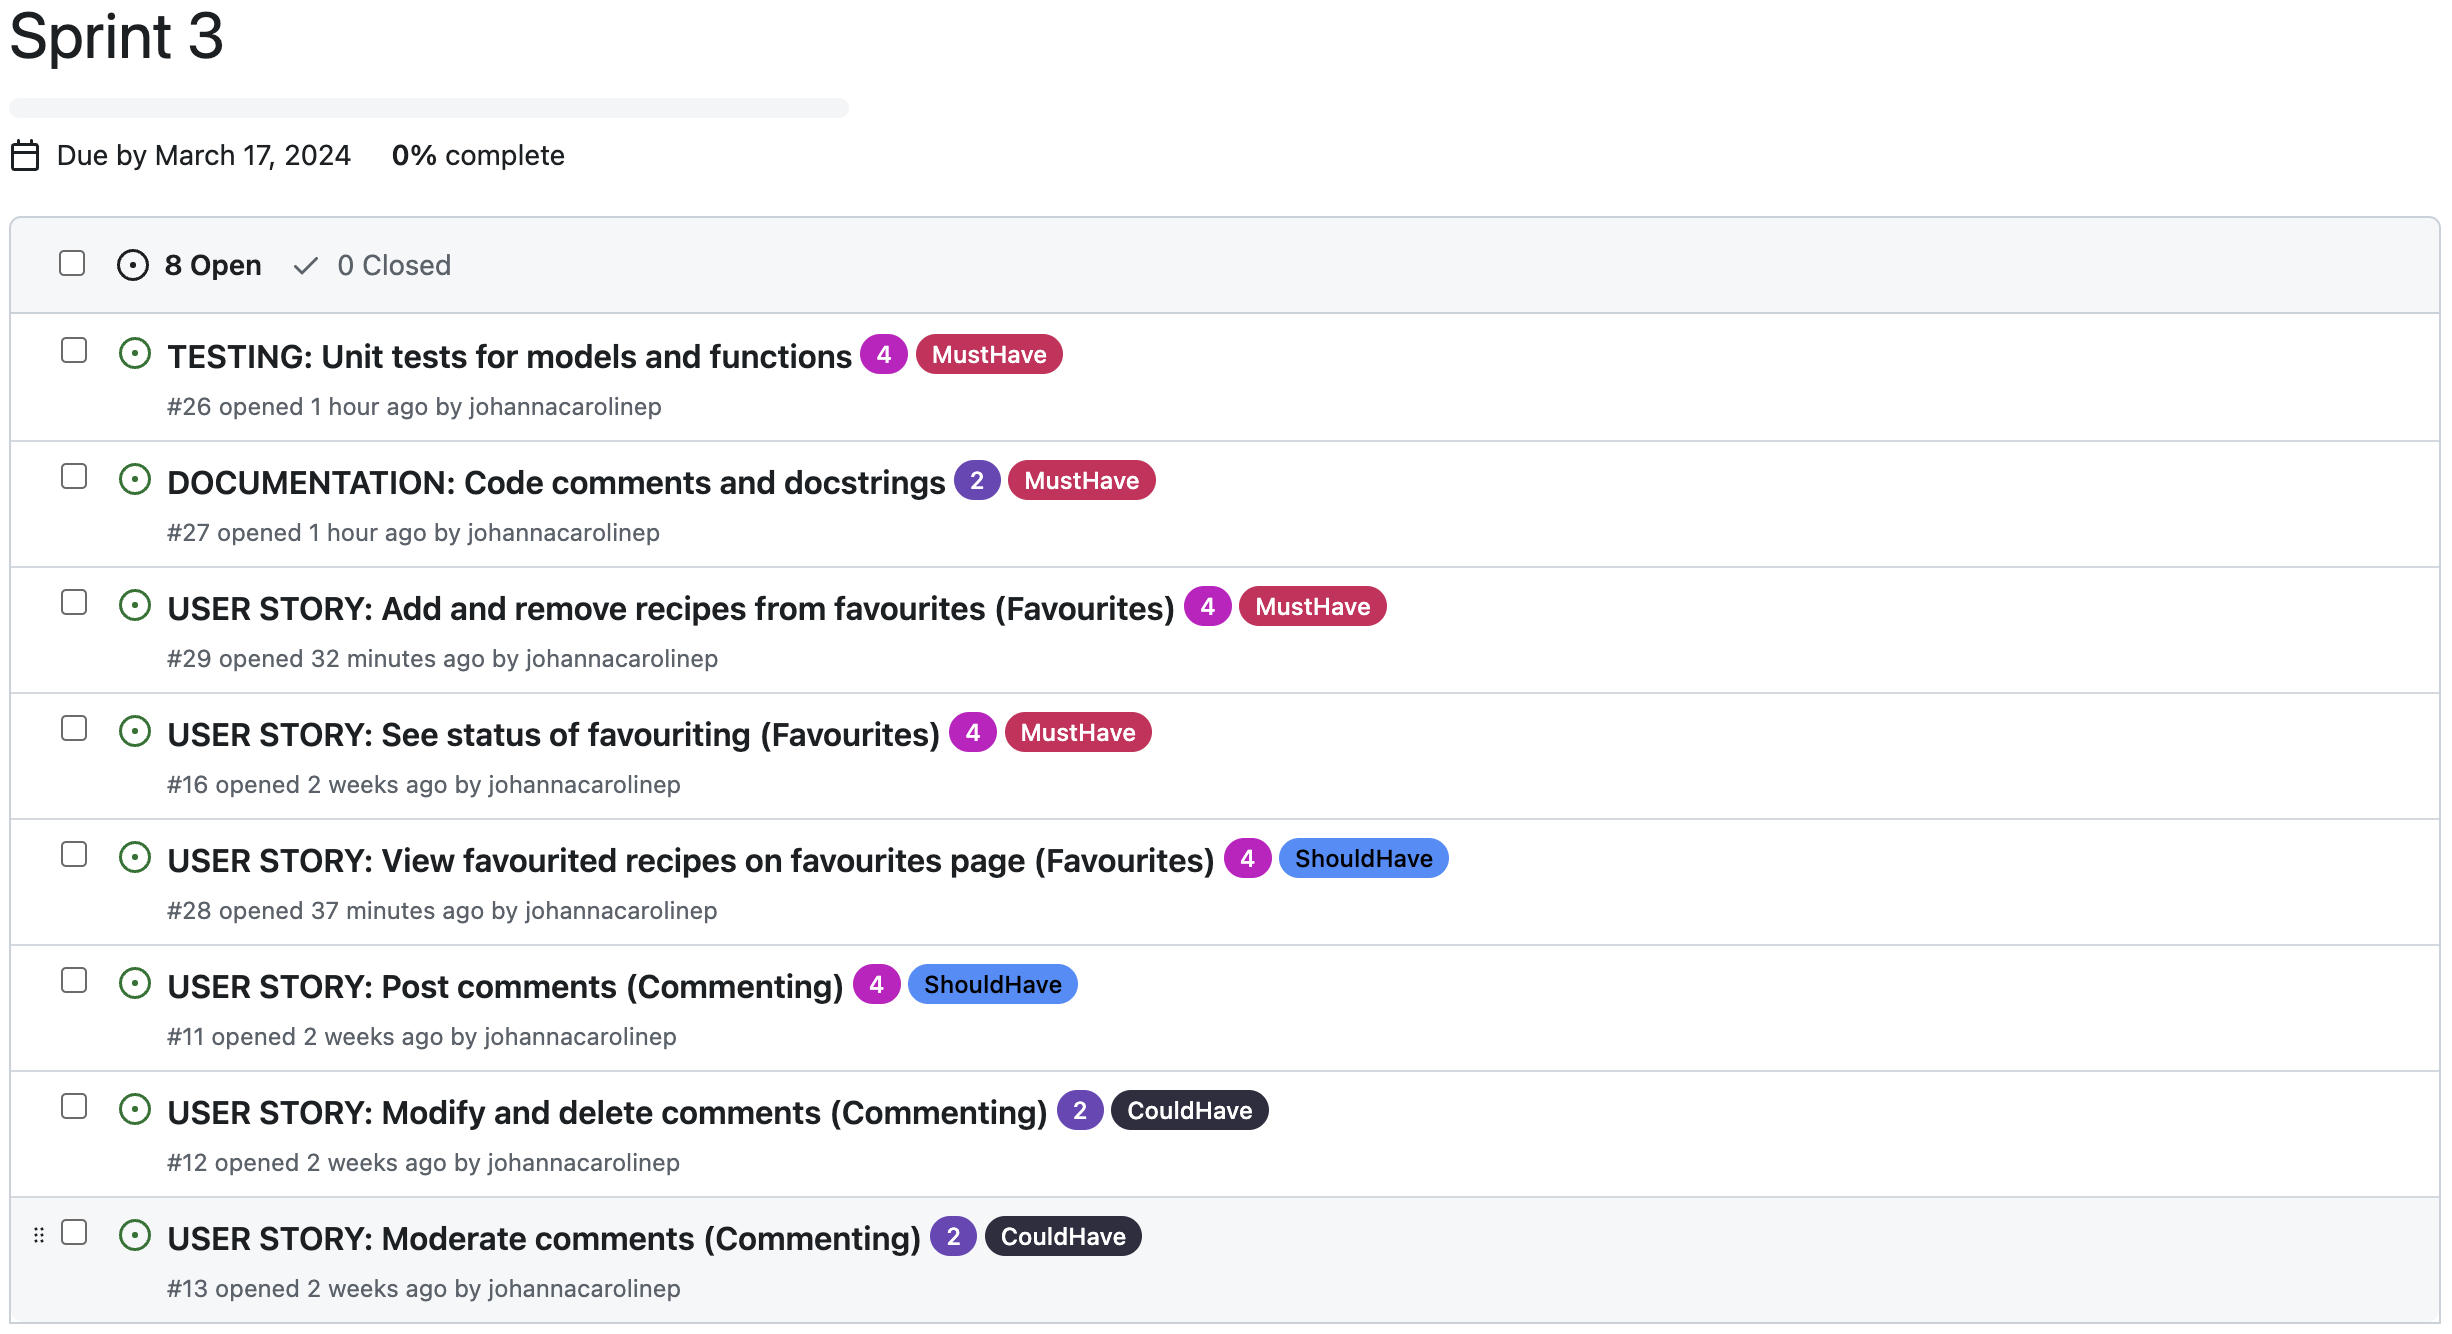 Sprint 3
Due by March 17, 2024 0% complete
8 Open 0 Closed
TESTING: Unit tests for models and functions 4 MustHave
#26 opened 1 hour ago by johannacarolinep
DOCUMENTATION: Code comments and docstrings 2 MustHave
#27 opened 1 hour ago by johannacarolinep
USER STORY: Add and remove recipes from favourites (Favourites) 4 MustHave
#29 opened 32 minutes ago by johannacarolinep
USER STORY: See status of favouriting (Favourites) 4 MustHave
#16 opened 2 weeks ago by johannacarolinep
USER STORY: View favourited recipes on favourites page (Favourites) 4 ShouldHave
#28 opened 37 minutes ago by johannacarolinep
USER STORY: Post comments (Commenting) 4 ShouldHave
#11 opened 2 weeks ago by johannacarolinep
USER STORY: Modify and delete comments (Commenting) 2 CouldHave
#12 opened 2 weeks ago by johannacarolinep
USER STORY: Moderate comments (Commenting) 2 CouldHave
#13 opened 2 weeks ago by johannacarolinep